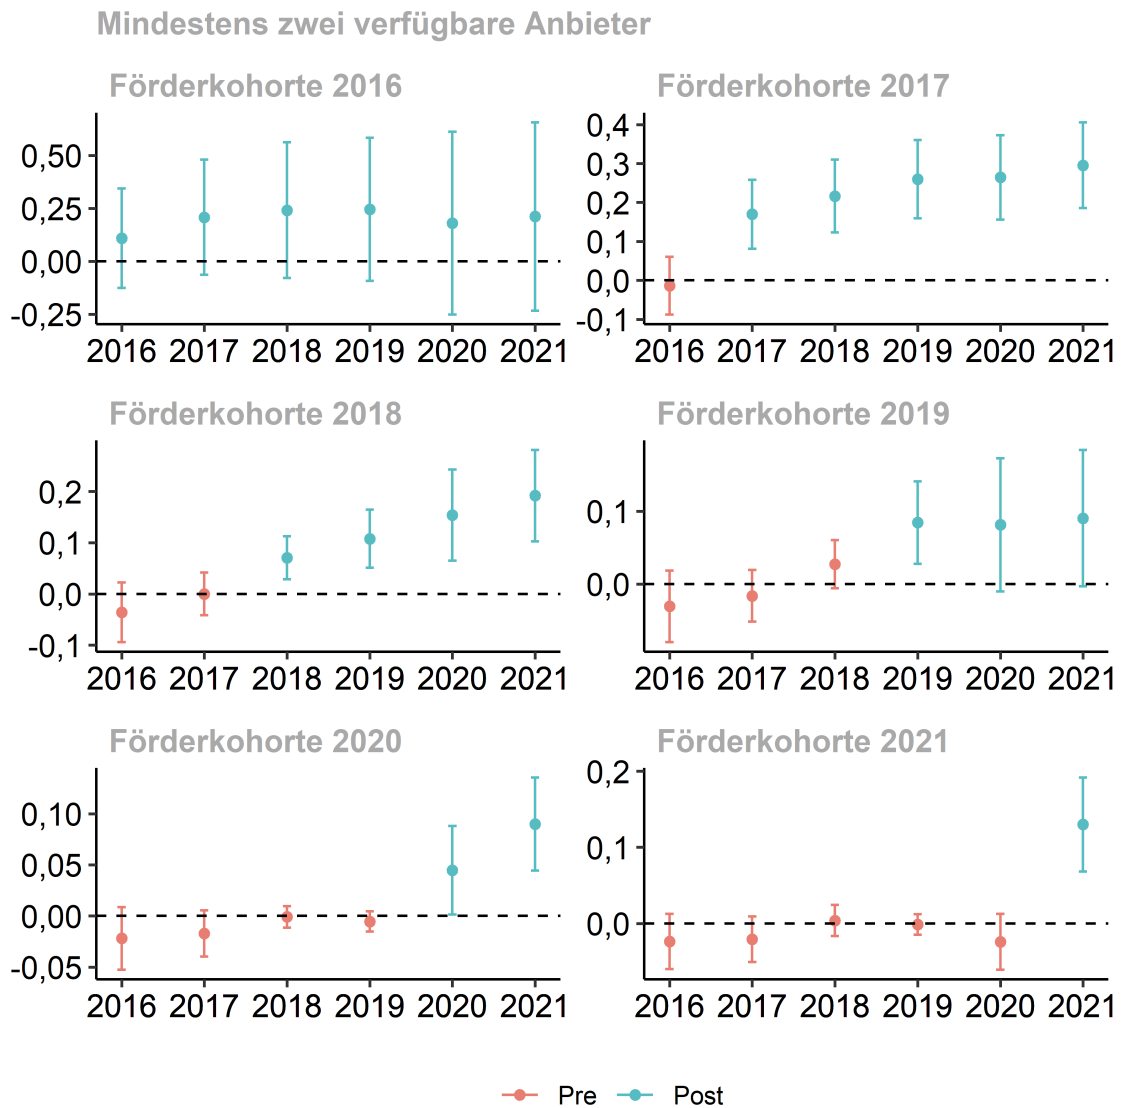 Mindestens zwei verfügbare Anbieter
Förderkohorte 2016
0,50
0,25
0,00
-0,25
2016 2017 2018 2019 2020 2021
Förderkohorte 2017
0,4
0,3
0,2
0,1
0,0
-0,1
2016 2017 2018 2019 2020 2021
Förderkohorte 2018
0,2
0,1
0,0
-0,1
2016 2017 2018 2019 2020 2021
Förderkohorte 2019
0,1
0,0
2016 2017 2018 2019 2020 2021
Förderkohorte 2020
0,10
0,05
0,00
-0,05
2016 2017 2018 2019 2020 2021
Förderkohorte 2021
0,2
0,1
0,0
2016 2017 2018 2019 2020 2021
Pre Post